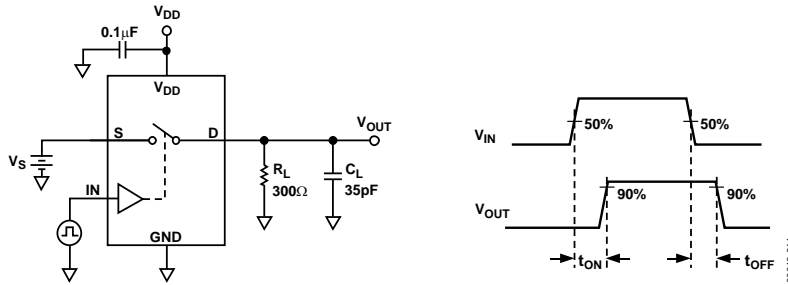 V_DD
0.1μF
V_DD
S
D
V_OUT
V_S
IN
R_L
300Ω
C_L
35pF
GND
V_IN
50%
50%
V_OUT
90%
90%
t_ON
t_OFF